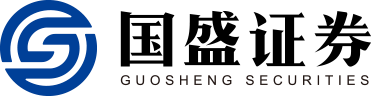 国盛证券
GUOSHENG SECURITIES